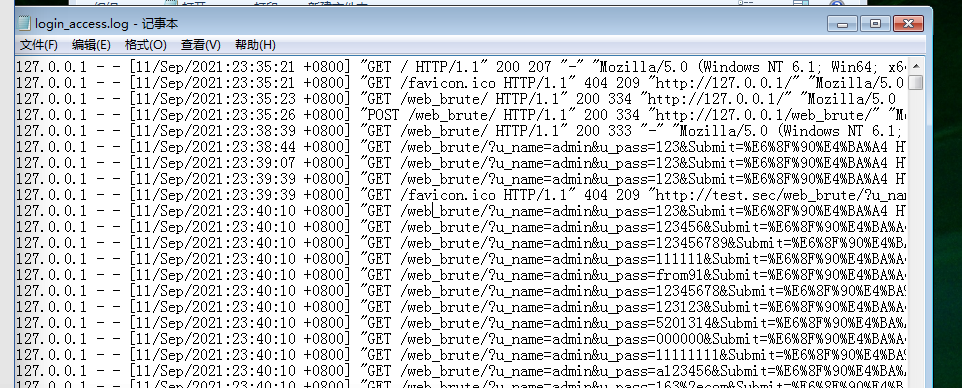 login_access.log - 记事本
文件(F) 编辑(E) 格式(O) 查看(V) 帮助(H)
127.0.0.1 - - [11/Sep/2021:23:35:21 +0800] "GET / HTTP/1.1" 200 207 "-" "Mozilla/5.0 (Windows NT 6.1; Win64; x6
127.0.0.1 - - [11/Sep/2021:23:35:21 +0800] "GET /favicon.ico HTTP/1.1" 404 209 "http://127.0.0.1/" "Mozilla/5.0
127.0.0.1 - - [11/Sep/2021:23:35:23 +0800] "GET /web_brute/ HTTP/1.1" 200 334 "http://127.0.0.1/" "Mozilla/5.0
127.0.0.1 - - [11/Sep/2021:23:35:26 +0800] "POST /web_brute/ HTTP/1.1" 200 334 "http://127.0.0.1/web_brute/" "Mo
127.0.0.1 - - [11/Sep/2021:23:38:39 +0800] "GET /web_brute/ HTTP/1.1" 200 333 "-" "Mozilla/5.0 (Windows NT 6.1;
127.0.0.1 - - [11/Sep/2021:23:38:44 +0800] "GET /web_brute/?u_name=admin&u_pass=123&Submit=%E6%8F%90%E4%BA%A4 HT
127.0.0.1 - - [11/Sep/2021:23:39:07 +0800] "GET /web_brute/?u_name=admin&u_pass=123&Submit=%E6%8F%90%E4%BA%A4 HT
127.0.0.1 - - [11/Sep/2021:23:39:39 +0800] "GET /web_brute/?u_name=admin&u_pass=123&Submit=%E6%8F%90%E4%BA%A4 HT
127.0.0.1 - - [11/Sep/2021:23:39:39 +0800] "GET /favicon.ico HTTP/1.1" 404 209 "http://test.sec/web_brute/?u_na
127.0.0.1 - - [11/Sep/2021:23:40:10 +0800] "GET /web_brute/?u_name=admin&u_pass=123&Submit=%E6%8F%90%E4%BA%A4 HT
127.0.0.1 - - [11/Sep/2021:23:40:10 +0800] "GET /web_brute/?u_name=admin&u_pass=123456&Submit=%E6%8F%90%E4%BA%A
127.0.0.1 - - [11/Sep/2021:23:40:10 +0800] "GET /web_brute/?u_name=admin&u_pass=123456789&Submit=%E6%8F%90%E4%B
127.0.0.1 - - [11/Sep/2021:23:40:10 +0800] "GET /web_brute/?u_name=admin&u_pass=111111&Submit=%E6%8F%90%E4%BA%A
127.0.0.1 - - [11/Sep/2021:23:40:10 +0800] "GET /web_brute/?u_name=admin&u_pass=from91&Submit=%E6%8F%90%E4%BA%A
127.0.0.1 - - [11/Sep/2021:23:40:10 +0800] "GET /web_brute/?u_name=admin&u_pass=12345678&Submit=%E6%8F%90%E4%BA
127.0.0.1 - - [11/Sep/2021:23:40:10 +0800] "GET /web_brute/?u_name=admin&u_pass=123123&Submit=%E6%8F%90%E4%BA%A
127.0.0.1 - - [11/Sep/2021:23:40:10 +0800] "GET /web_brute/?u_name=admin&u_pass=5201314&Submit=%E6%8F%90%E4%BA%
127.0.0.1 - - [11/Sep/2021:23:40:10 +0800] "GET /web_brute/?u_name=admin&u_pass=000000&Submit=%E6%8F%90%E4%BA%A
127.0.0.1 - - [11/Sep/2021:23:40:10 +0800] "GET /web_brute/?u_name=admin&u_pass=11111111&Submit=%E6%8F%90%E4%BA
127.0.0.1 - - [11/Sep/2021:23:40:10 +0800] "GET /web_brute/?u_name=admin&u_pass=a123456&Submit=%E6%8F%90%E4%BA%
127.0.0.1 - - [11/Sep/2021:23:40:10 +0800] "GET /web_brute/?u_name=admin&u_pass=163%2ecom&Submit=%E6%8F%90%E4%B